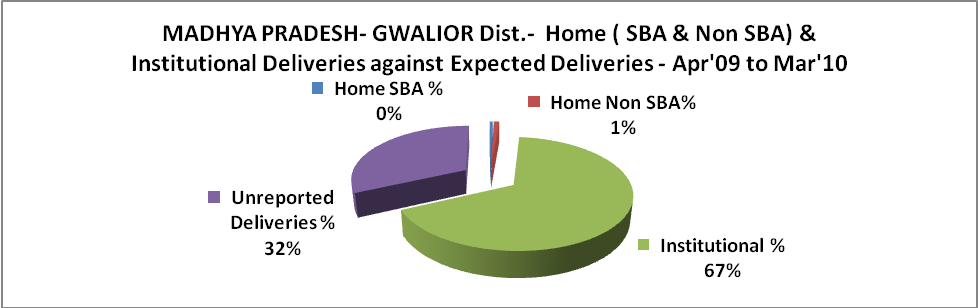 MADHYA PRADESH- GWALIOR Dist.- Home ( SBA & Non SBA) &
Institutional Deliveries against Expected Deliveries - Apr'09 to Mar'10
Home SBA %
0%
Home Non SBA%
1%
Unreported
Deliveries %
32%
Institutional %
67%